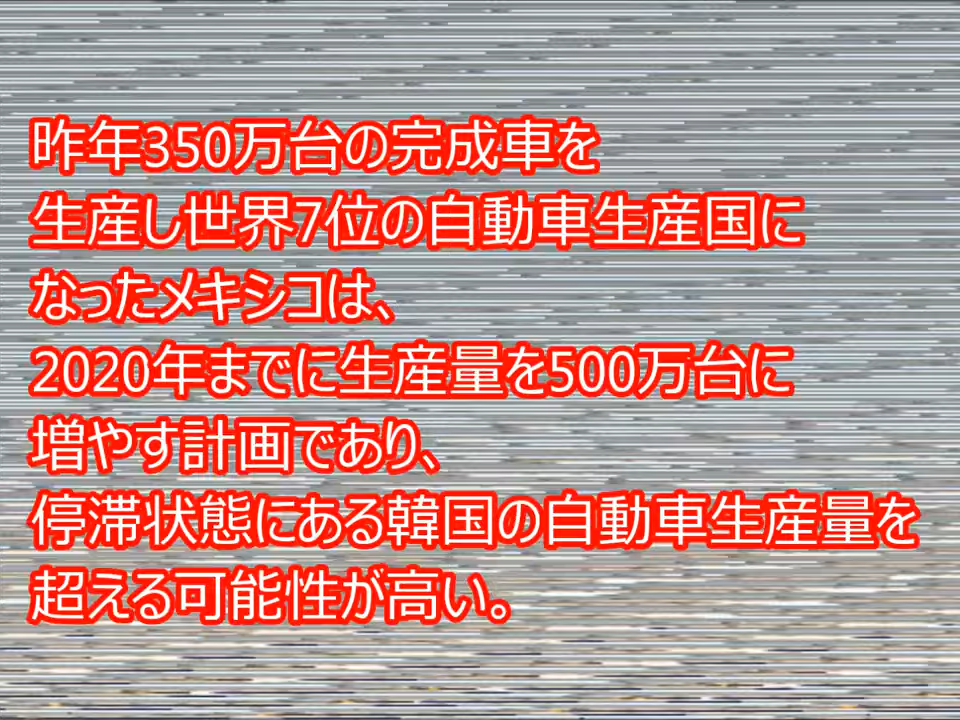 昨年350万台の完成車を
生産し世界7位の自動車生産国に
なったメキシコは、
2020年までに生産量を500万台に
増やす計画であり、
停滞状態にある韓国の自動車生産量を
超える可能性が高い。